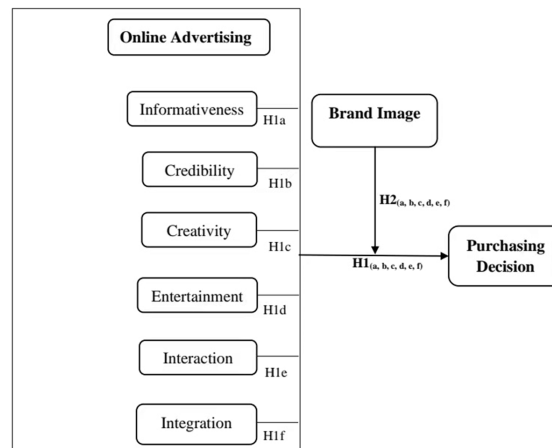 Online Advertising
Informativeness
H1a
Brand Image
Credibility
H1b
H2(a, b, c, d, e, f)
Creativity
H1c
Purchasing
Decision
H1(a, b, c, d, e, f)
Entertainment
H1d
Interaction
H1e
Integration
H1f